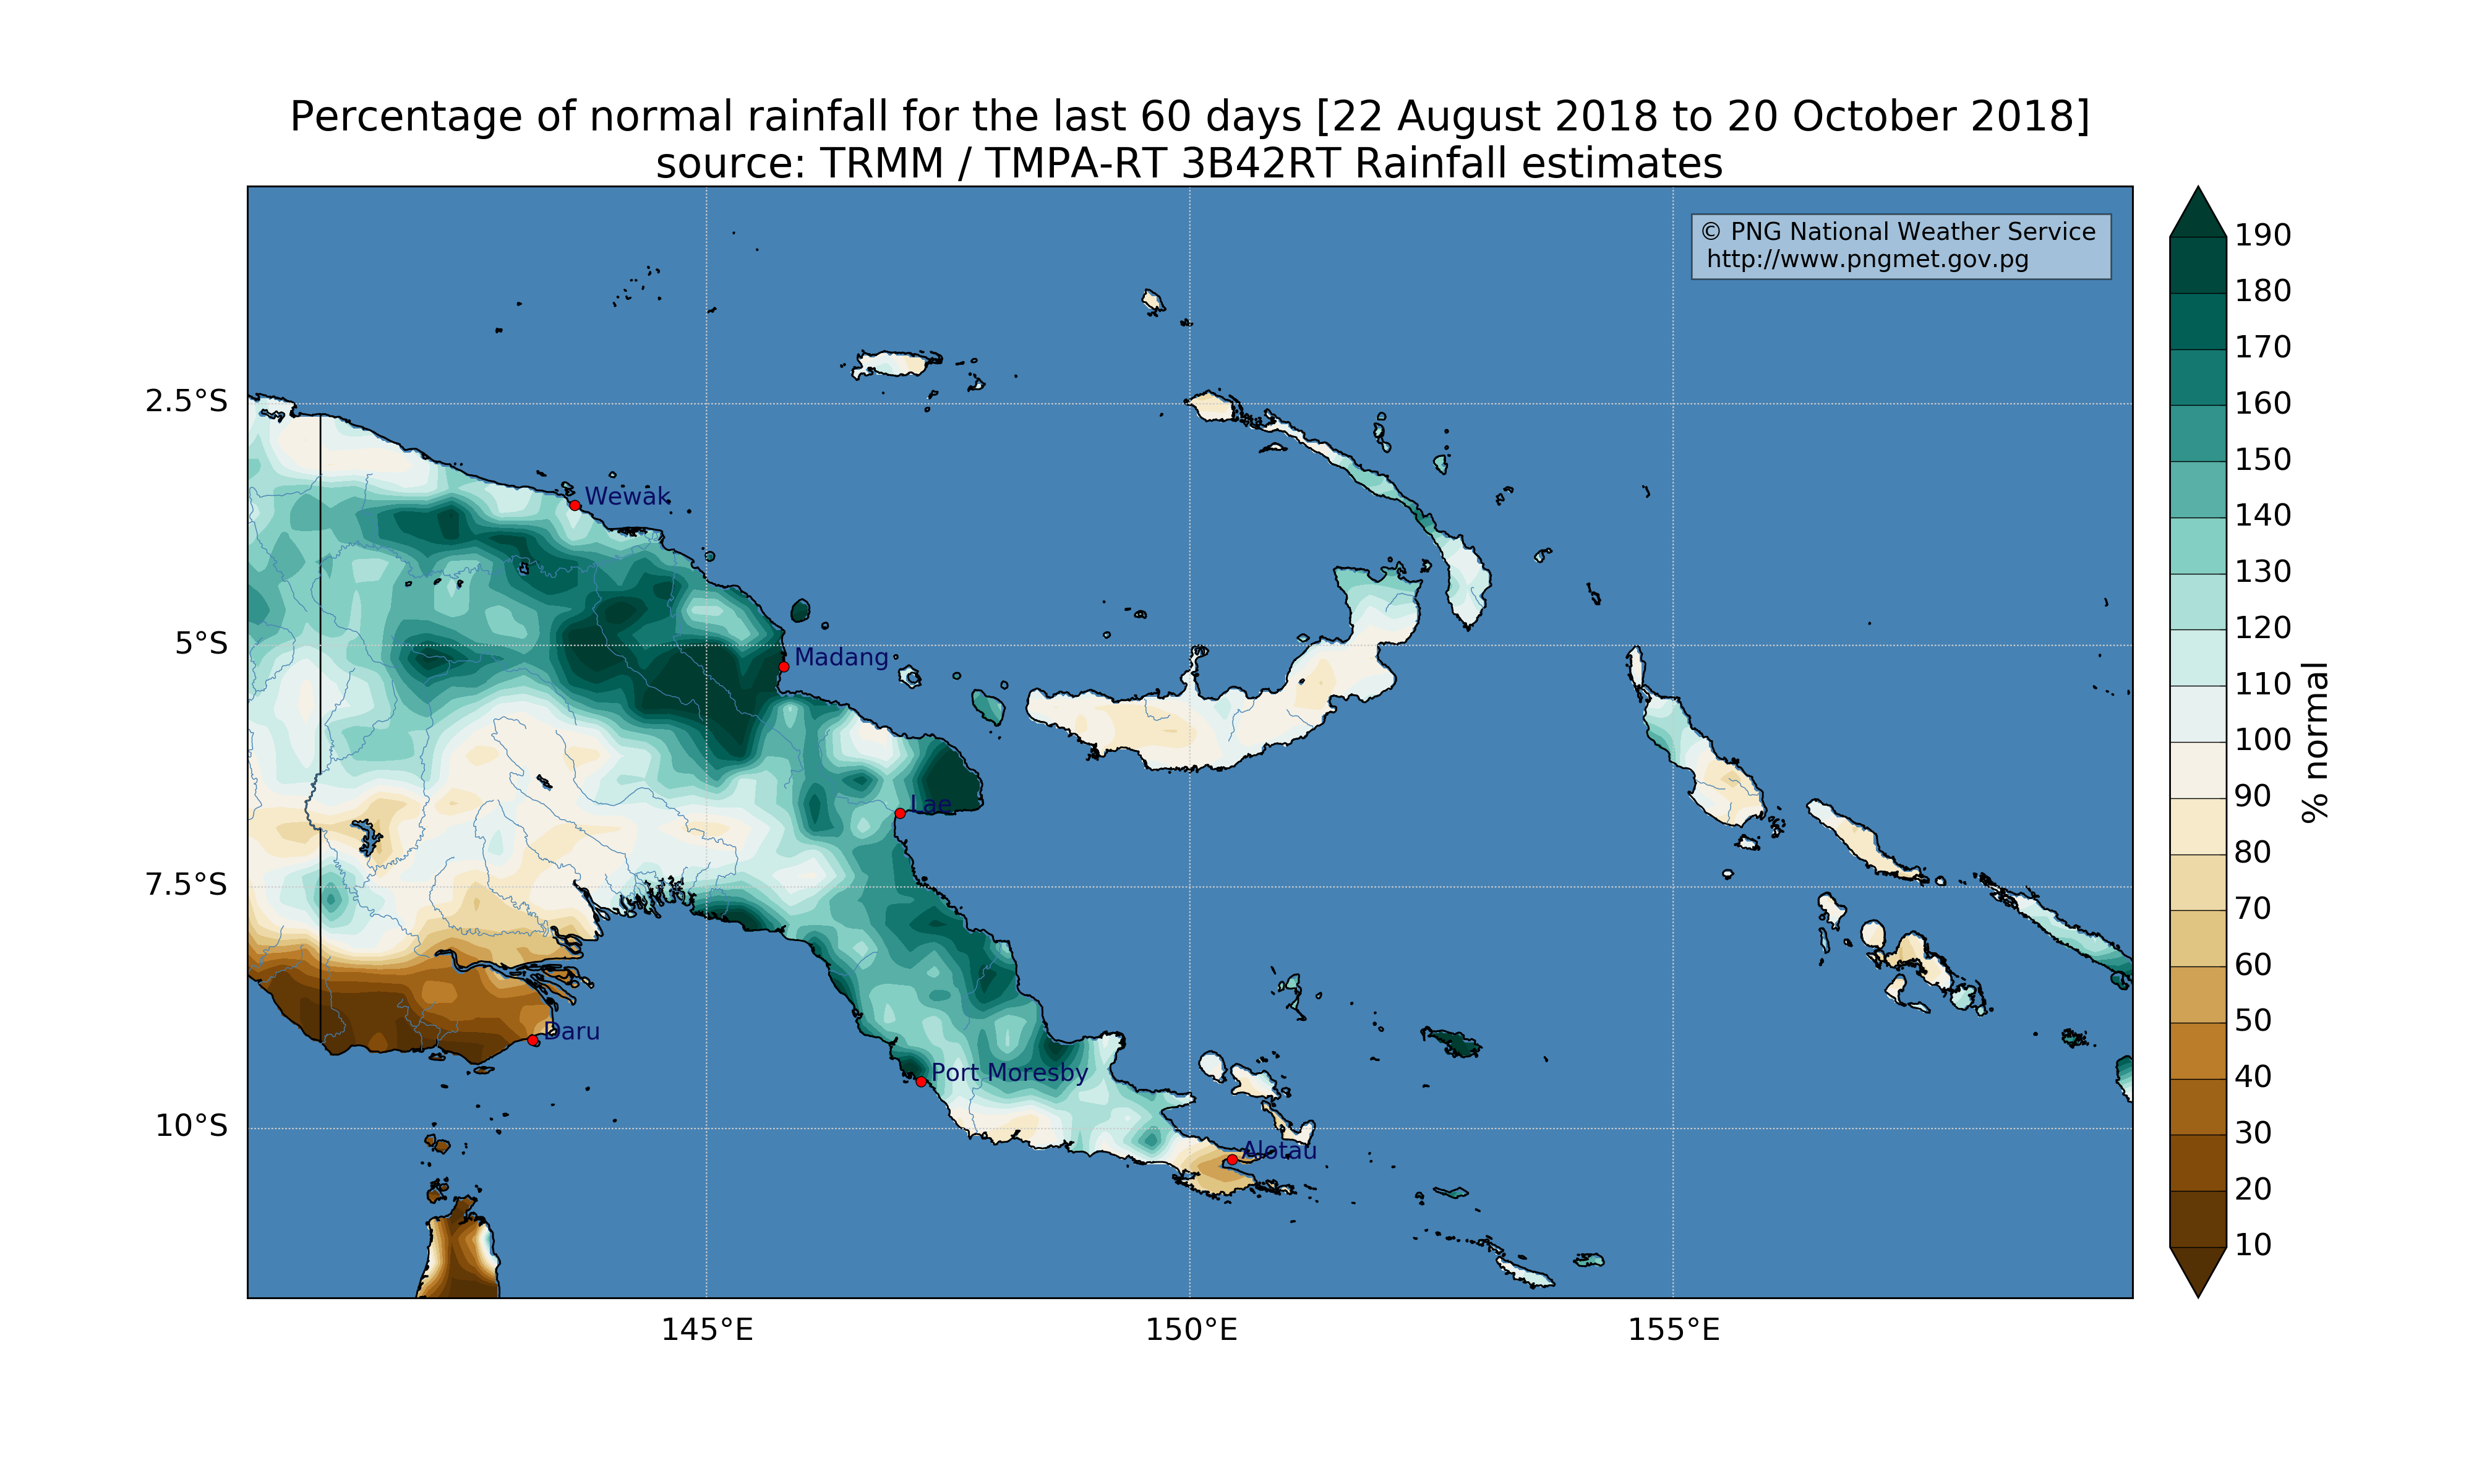 Percentage of normal rainfall for the last 60 days [22 August 2018 to 20 October 2018]
source: TRMM / TMPA-RT 3B42RT Rainfall estimates
© PNG National Weather Service
http://www.pngmet.gov.pg
2.5°S
5°S
7.5°S
10°S
Wewak
Madang
Lae
Daru
Port Moresby
Alotau
145°E
150°E
155°E
190
180
170
160
150
140
130
120
110
100
90
80
70
60
50
40
30
20
10
% normal